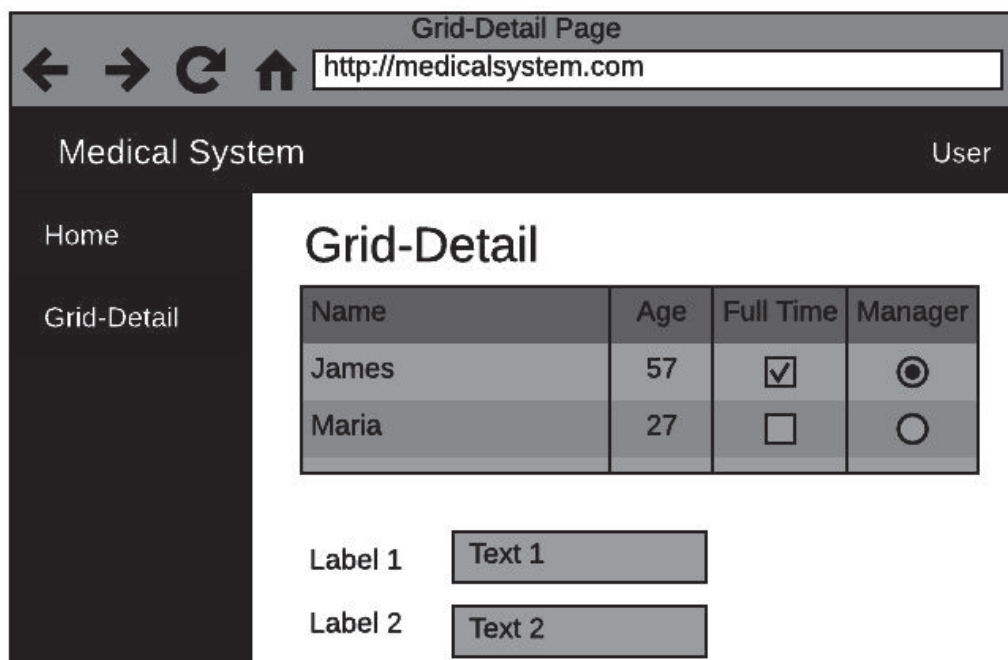 Grid-Detail Page
http://medicalsystem.com
Medical System User
Home
Grid-Detail
Grid-Detail
Name Age Full Time Manager
James 57
Maria 27
Label 1 Text 1
Label 2 Text 2